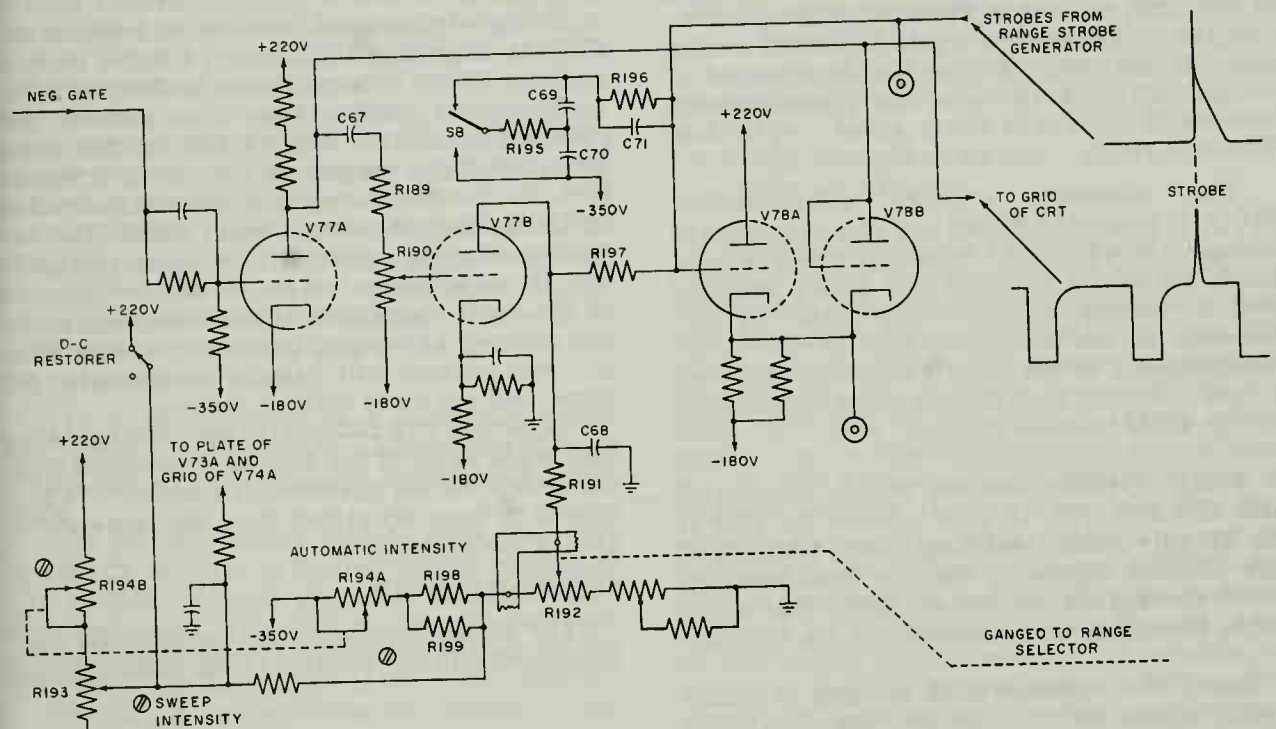 STROBES FROM
RANGE STROBE
GENERATOR
+220V
NEG. GATE
C67
C69
R196
S8
R195
C71
C70
+220V
R189
-350V
TO GRID
OF CRT
STROBE
V77A
V77B
V78A
V78B
R190
R197
+220V
D-C
RESTORER
-350V
-180V
-180V
-180V
-180V
C68
+220V
TO PLATE OF
V73A AND
GRID OF V74A
R191
AUTOMATIC INTENSITY
R194B
R194A
R198
R192
-350V
R199
GANGED TO RANGE
SELECTOR
R193
SWEEP
INTENSITY